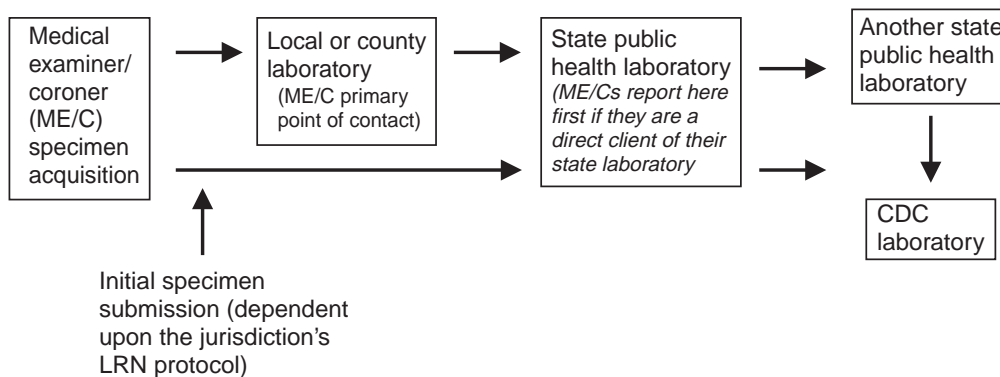 Medical
examiner/
coroner
(ME/C)
specimen
acquisition
Local or county
laboratory
(ME/C primary
point of contact)
State public
health laboratory
(ME/Cs report here
first if they are a
direct client of their
state laboratory
Another state
public health
laboratory
CDC
laboratory
Initial specimen
submission (dependent
upon the jurisdiction's
LRN protocol)